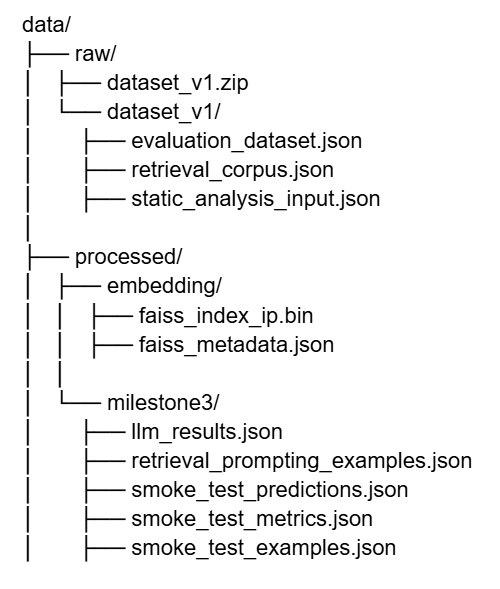 data/
├── raw/
│   ├── dataset_v1.zip
│   └── dataset_v1/
│       ├── evaluation_dataset.json
│       ├── retrieval_corpus.json
│       ├── static_analysis_input.json
│
├── processed/
│   ├── embedding/
│   │   ├── faiss_index_ip.bin
│   │   ├── faiss_metadata.json
│   │
│   └── milestone3/
│       ├── llm_results.json
│       ├── retrieval_prompting_examples.json
│       ├── smoke_test_predictions.json
│       ├── smoke_test_metrics.json
│       ├── smoke_test_examples.json